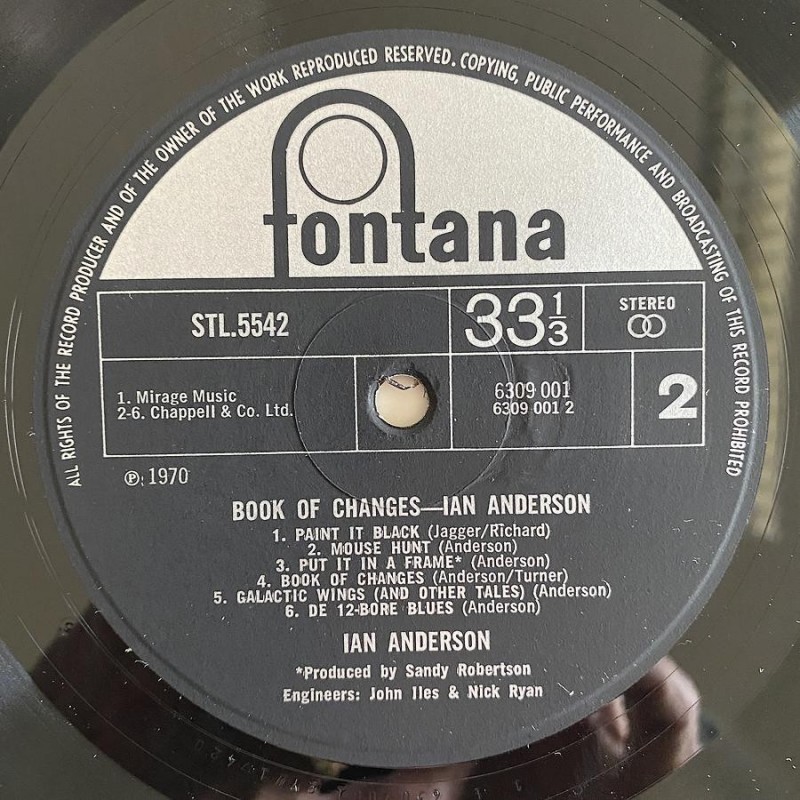 ALL RIGHTS OF THE RECORD PRODUCER AND OF THE OWNER OF THE WORK REPRODUCED RESERVED. COPYING, PUBLIC PERFORMANCE AND BROADCASTING OF THIS RECORD PROHIBITED
fontana
STL.5542
33 1/3
STEREO
1. Mirage Music
2-6. Chappell & Co. Ltd.
6309 001
6309 001 2
2
Ⓟ: 1970
BOOK OF CHANGES—IAN ANDERSON
1. PAINT IT BLACK (Jagger/Richard)
2. MOUSE HUNT (Anderson)
3. PUT IT IN A FRAME* (Anderson)
4. BOOK OF CHANGES (Anderson/Turner)
5. GALACTIC WINGS (AND OTHER TALES) (Anderson)
6. DE 12-BORE BLUES (Anderson)
IAN ANDERSON
*Produced by Sandy Robertson
Engineers: John Iles & Nick Ryan